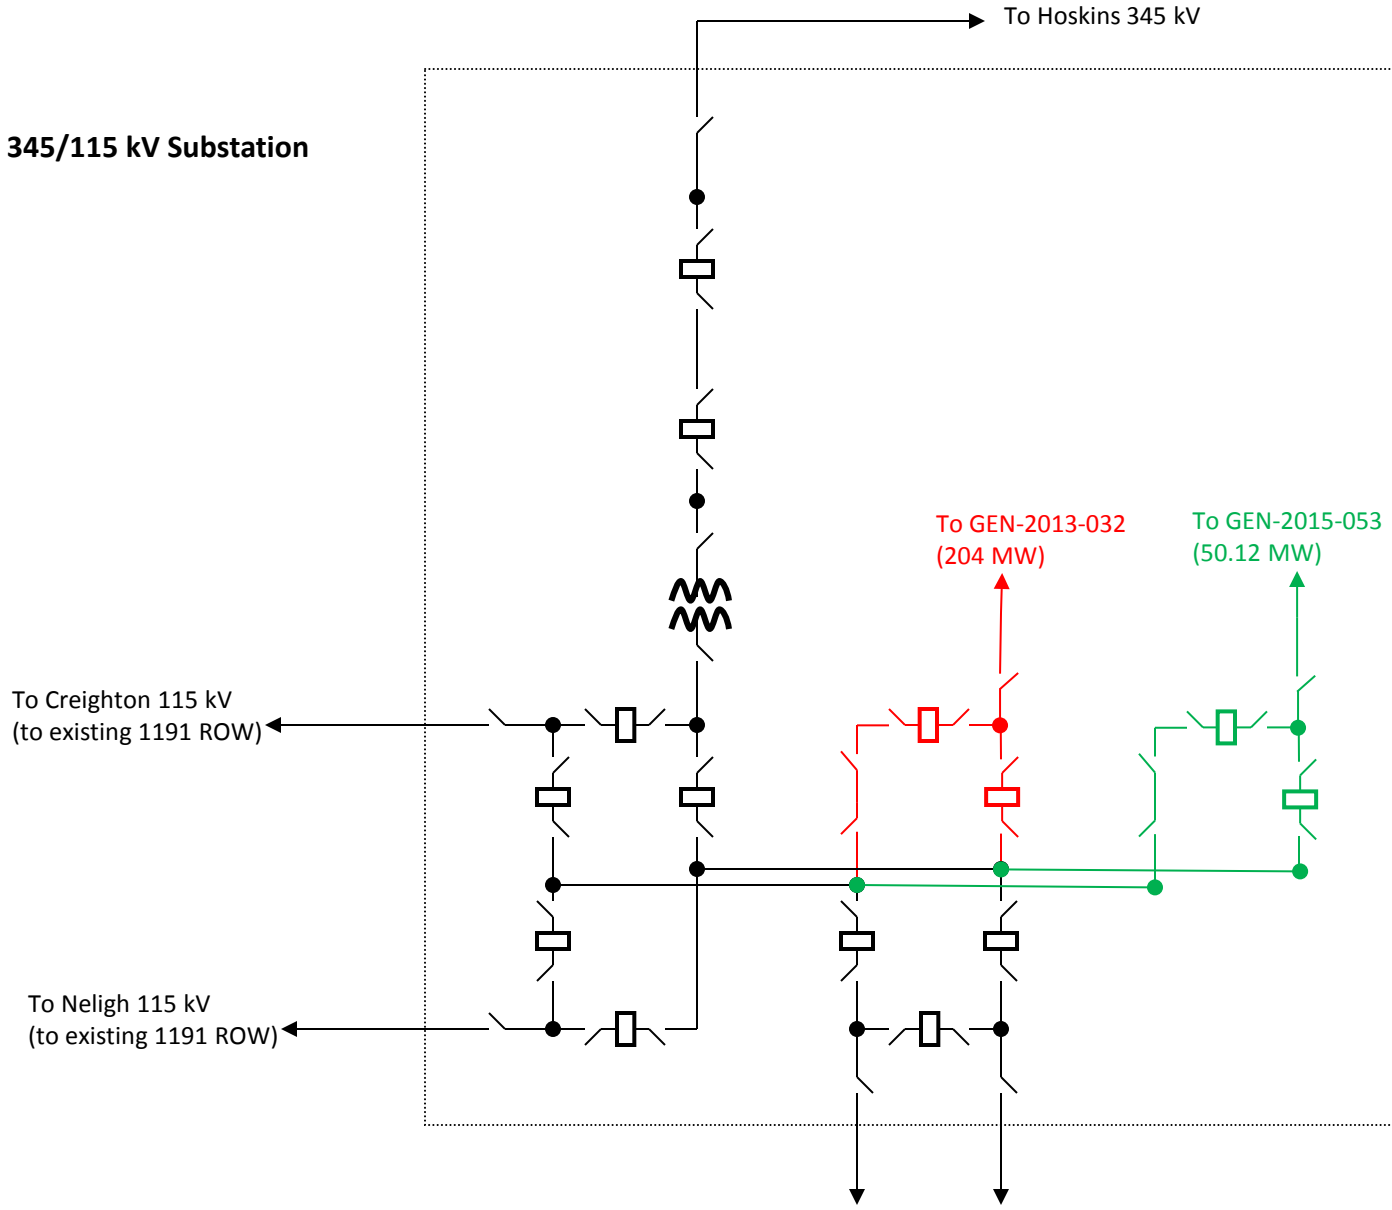 To Hoskins 345 kV
345/115 kV Substation
To GEN-2013-032
(204 MW)
To GEN-2015-053
(50.12 MW)
To Creighton 115 kV
(to existing 1191 ROW)
To Neligh 115 kV
(to existing 1191 ROW)